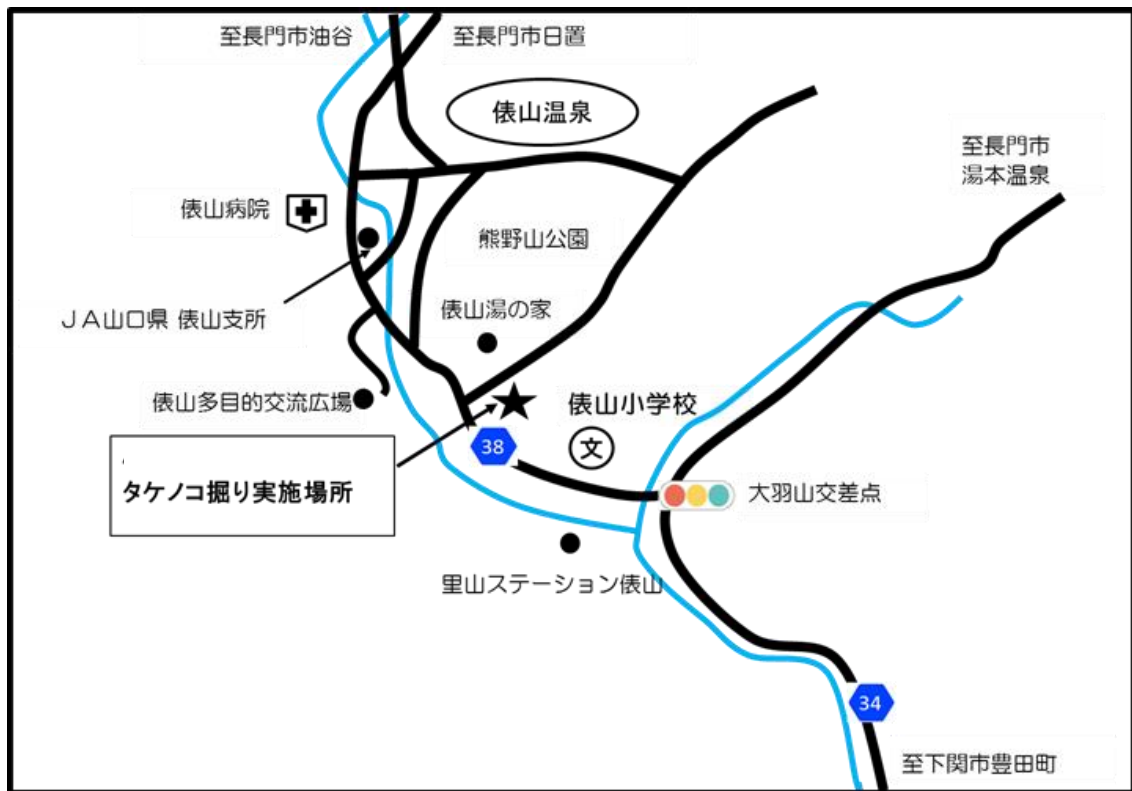 至長門市油谷
至長門市日置
俵山温泉
至長門市
湯本温泉
俵山病院
熊野山公園
JA山口県 俵山支所
俵山湯の家
俵山多目的交流広場
俵山小学校
文
38
タケノコ掘り実施場所
大羽山交差点
里山ステーション俵山
34
至下関市豊田町